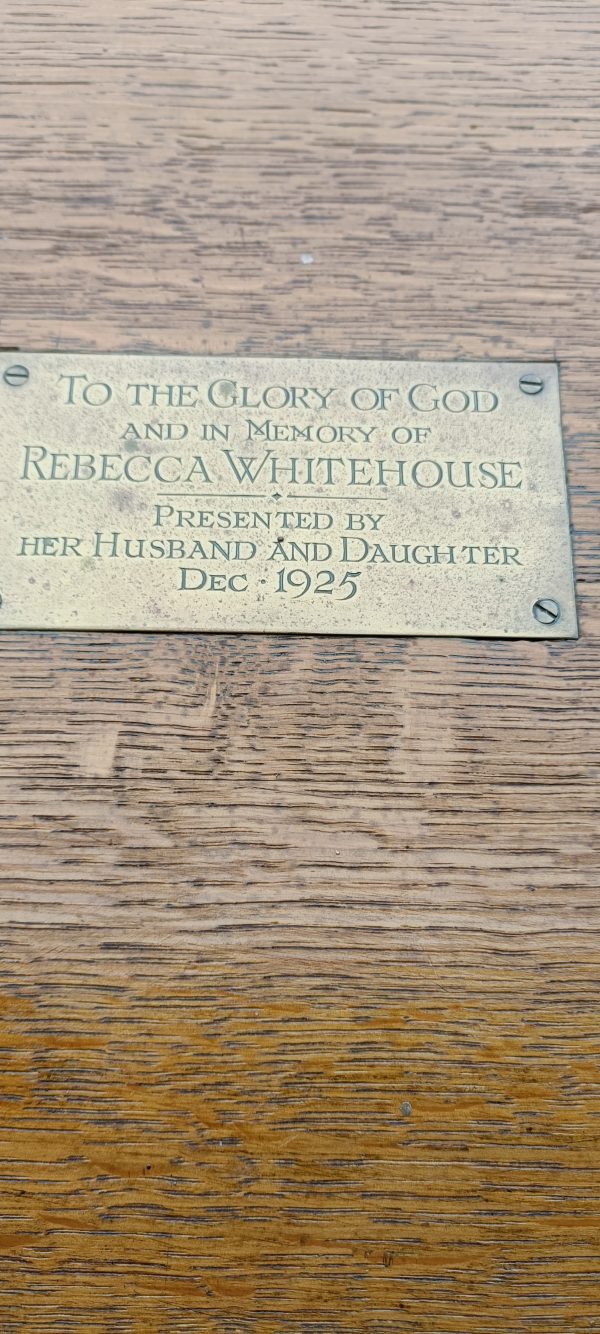 To the Glory of God
and in Memory of
Rebecca Whitehouse
Presented by
her Husband and Daughter
Dec · 1925